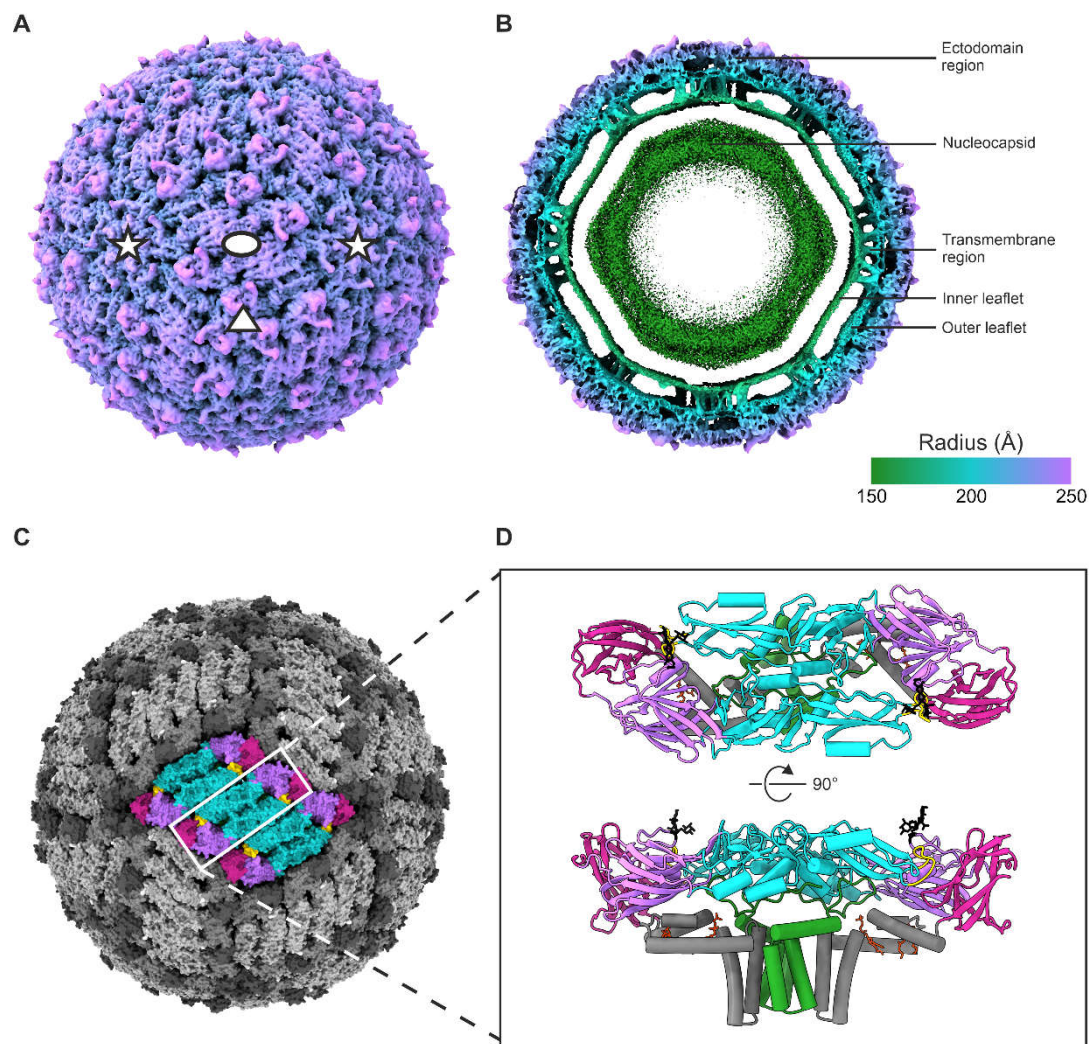 A
B
Ectodomain
region
Nucleocapsid
Transmembrane
region
Inner leaflet
Outer leaflet
Radius (Å)
150 200 250
C
D
90°